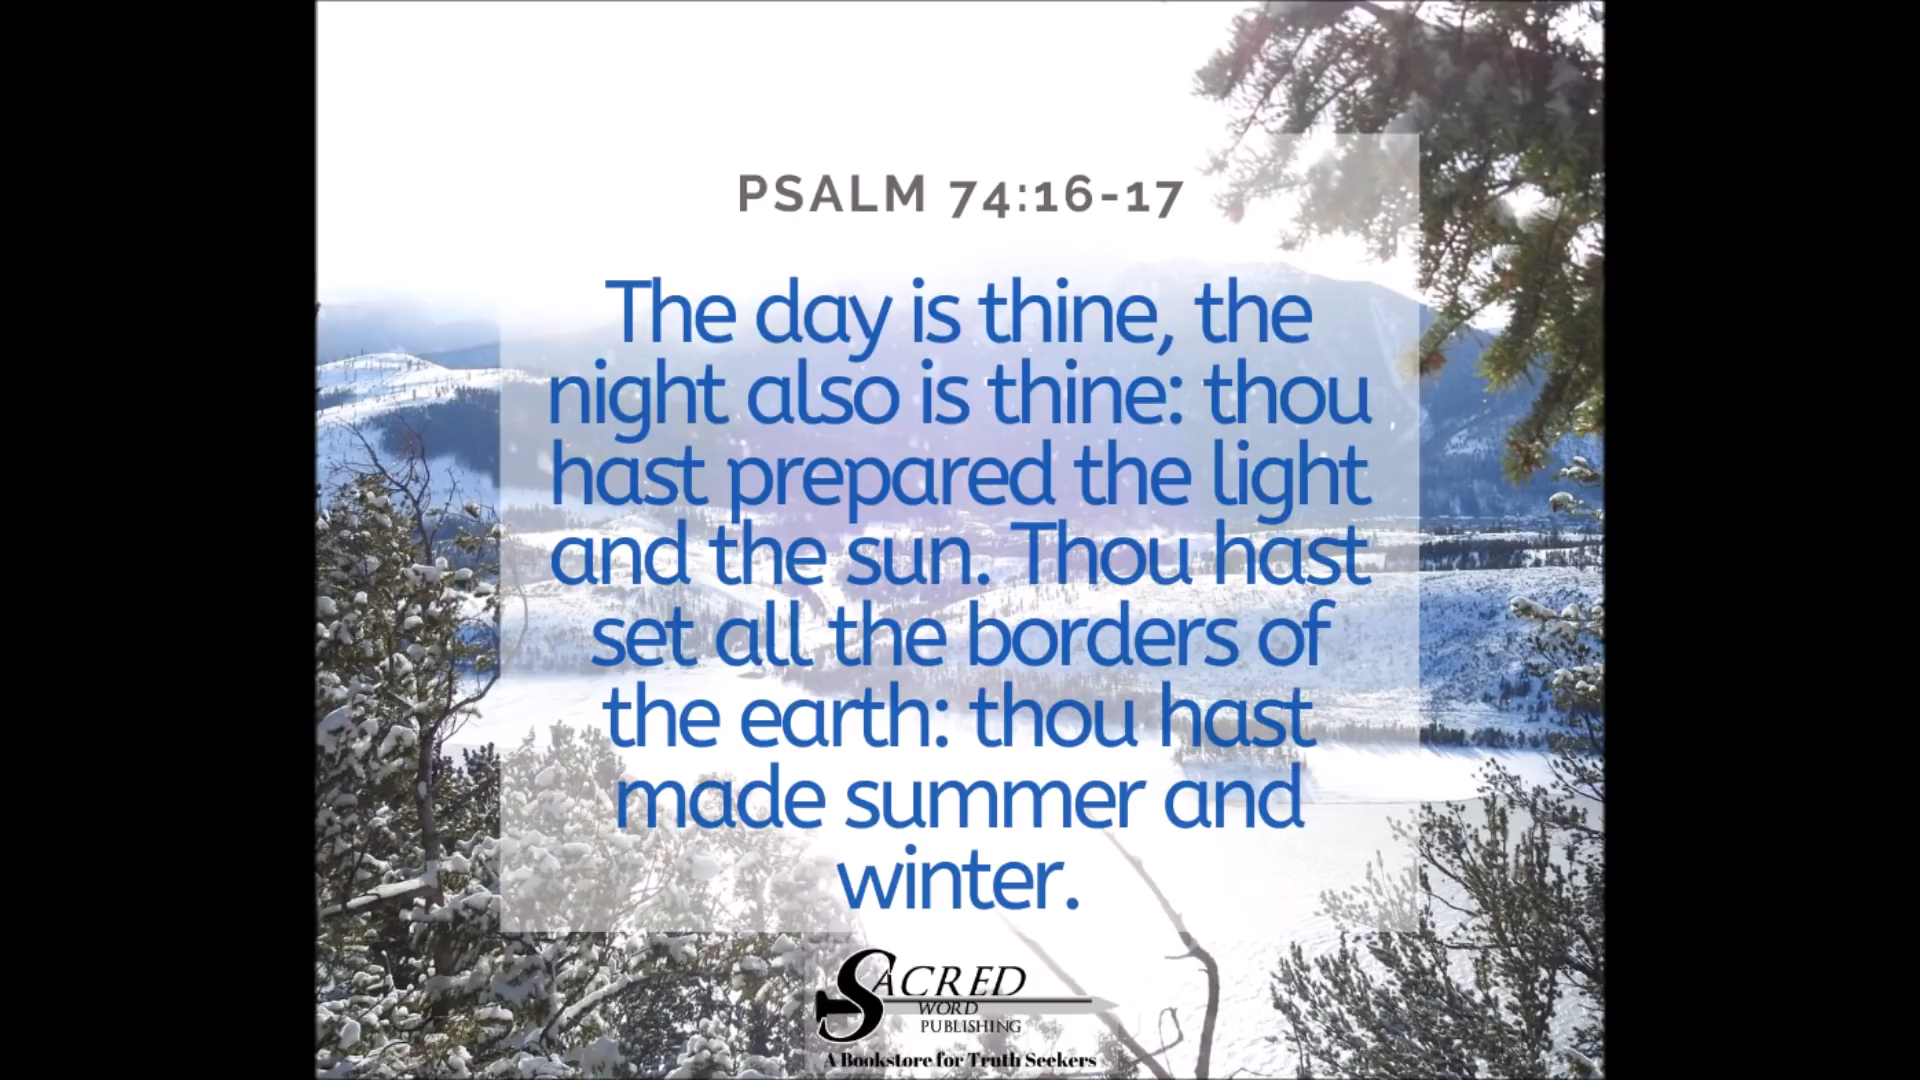 PSALM 74:16-17
The day is thine, the
night also is thine: thou
hast prepared the light
and the sun. Thou hast
set all the borders of
the earth: thou hast
made summer and
winter.
SACRED
WORD
PUBLISHING
A Bookstore for Truth Seekers